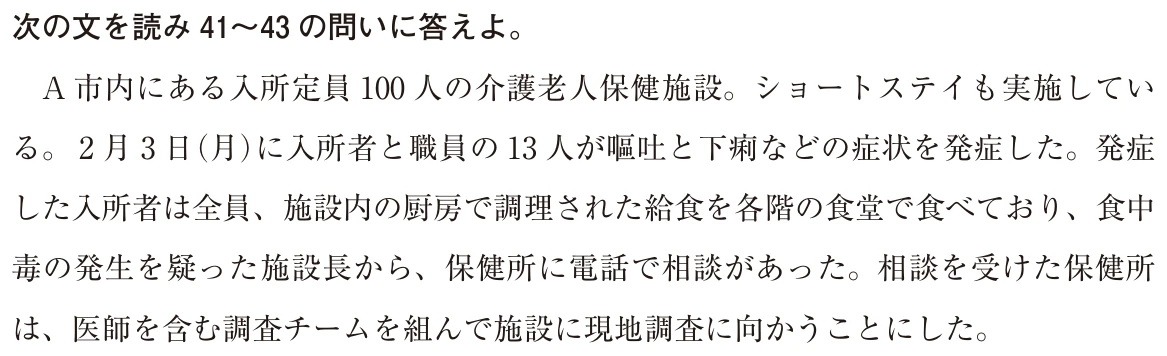 次の文を読み 41～43 の問いに答えよ。
A 市内にある入所定員 100 人の介護老人保健施設。ショートステイも実施してい
る。2 月 3 日(月)に入所者と職員の 13 人が嘔吐と下痢などの症状を発症した。発症
した入所者は全員、施設内の厨房で調理された給食を各階の食堂で食べており、食中
毒の発生を疑った施設長から、保健所に電話で相談があった。相談を受けた保健所
は、医師を含む調査チームを組んで施設に現地調査に向かうことにした。